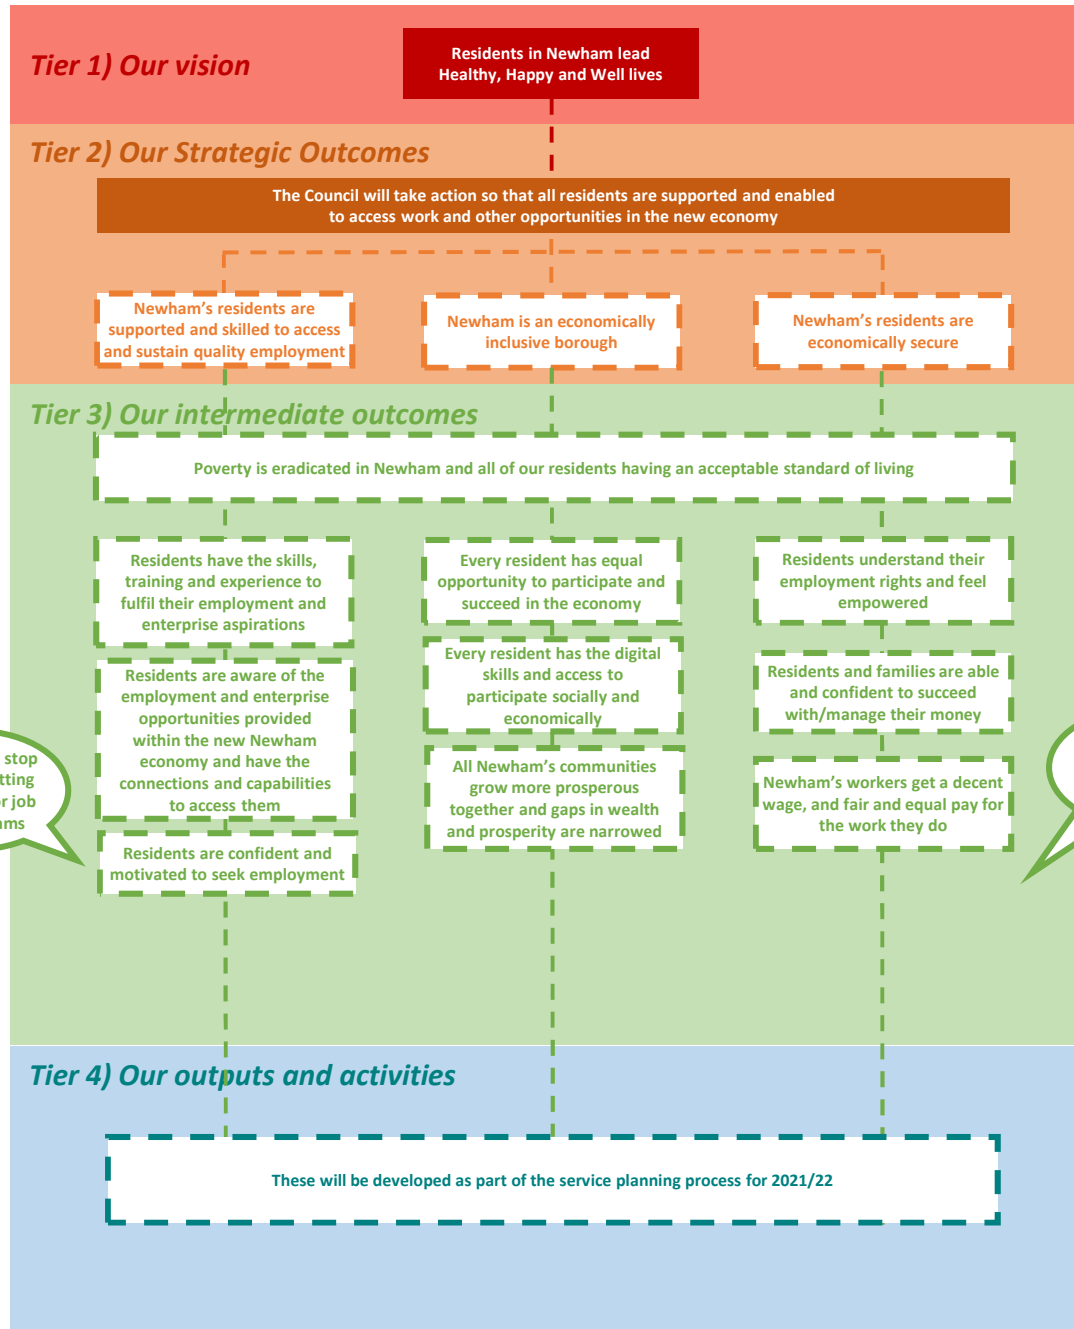 Tier 1) Our vision
Residents in Newham lead
Healthy, Happy and Well lives
Tier 2) Our Strategic Outcomes
The Council will take action so that all residents are supported and enabled
to access work and other opportunities in the new economy
Newham’s residents are
supported and skilled to access
and sustain quality employment
Newham is an economically
inclusive borough
Newham’s residents are
economically secure
Tier 3) Our intermediate outcomes
Poverty is eradicated in Newham and all of our residents having an acceptable standard of living
Residents have the skills,
training and experience to
fulfil their employment and
enterprise aspirations
Residents are aware of the
employment and enterprise
opportunities provided
within the new Newham
economy and have the
connections and capabilities
to access them
Residents are confident and
motivated to seek employment
Every resident has equal
opportunity to participate and
succeed in the economy
Every resident has the digital
skills and access to
participate socially and
economically
All Newham’s communities
grow more prosperous
together and gaps in wealth
and prosperity are narrowed
Residents understand their
employment rights and feel
empowered
Residents and families are able
and confident to succeed
with/manage their money
Newham’s workers get a decent
wage, and fair and equal pay for
the work they do
stop
job
Tier 4) Our outputs and activities
These will be developed as part of the service planning process for 2021/22